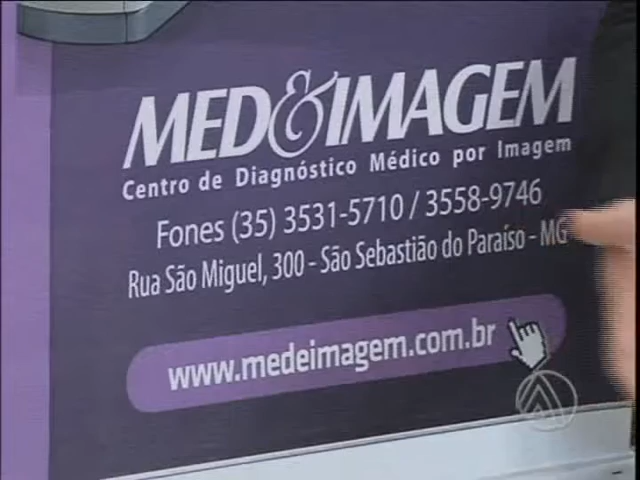 MED&IMAGEM
Centro de Diagnóstico Médico por Imagem
Fones (35) 3531-5710 / 3558-9746
Rua São Miguel, 300 - São Sebastião do Paraíso - MG
www.medeimagem.com.br